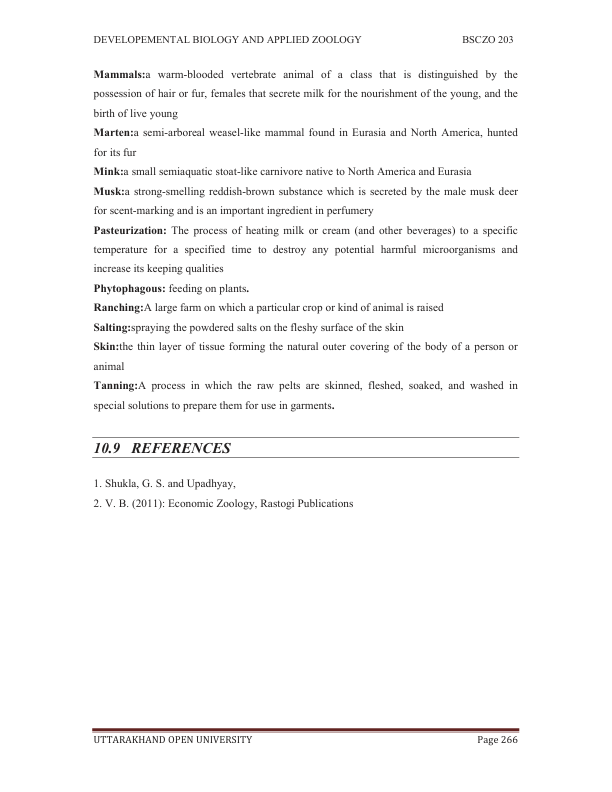 DEVELOPEMENTAL BIOLOGY AND APPLIED ZOOLOGY BSCZO 203
Mammals:a warm-blooded vertebrate animal of a class that is distinguished by the
possession of hair or fur, females that secrete milk for the nourishment of the young, and the
birth of live young
Marten:a semi-arboreal weasel-like mammal found in Eurasia and North America, hunted
for its fur
Mink:a small semiaquatic stoat-like carnivore native to North America and Eurasia
Musk:a strong-smelling reddish-brown substance which is secreted by the male musk deer
for scent-marking and is an important ingredient in perfumery
Pasteurization: The process of heating milk or cream (and other beverages) to a specific
temperature for a specified time to destroy any potential harmful microorganisms and
increase its keeping qualities
Phytophagous: feeding on plants.
Ranching:A large farm on which a particular crop or kind of animal is raised
Salting:spraying the powdered salts on the fleshy surface of the skin
Skin:the thin layer of tissue forming the natural outer covering of the body of a person or
animal
Tanning:A process in which the raw pelts are skinned, fleshed, soaked, and washed in
special solutions to prepare them for use in garments.
10.9 REFERENCES
1. Shukla, G. S. and Upadhyay,
2. V. B. (2011): Economic Zoology, Rastogi Publications
UTTARAKHAND OPEN UNIVERSITY Page 266